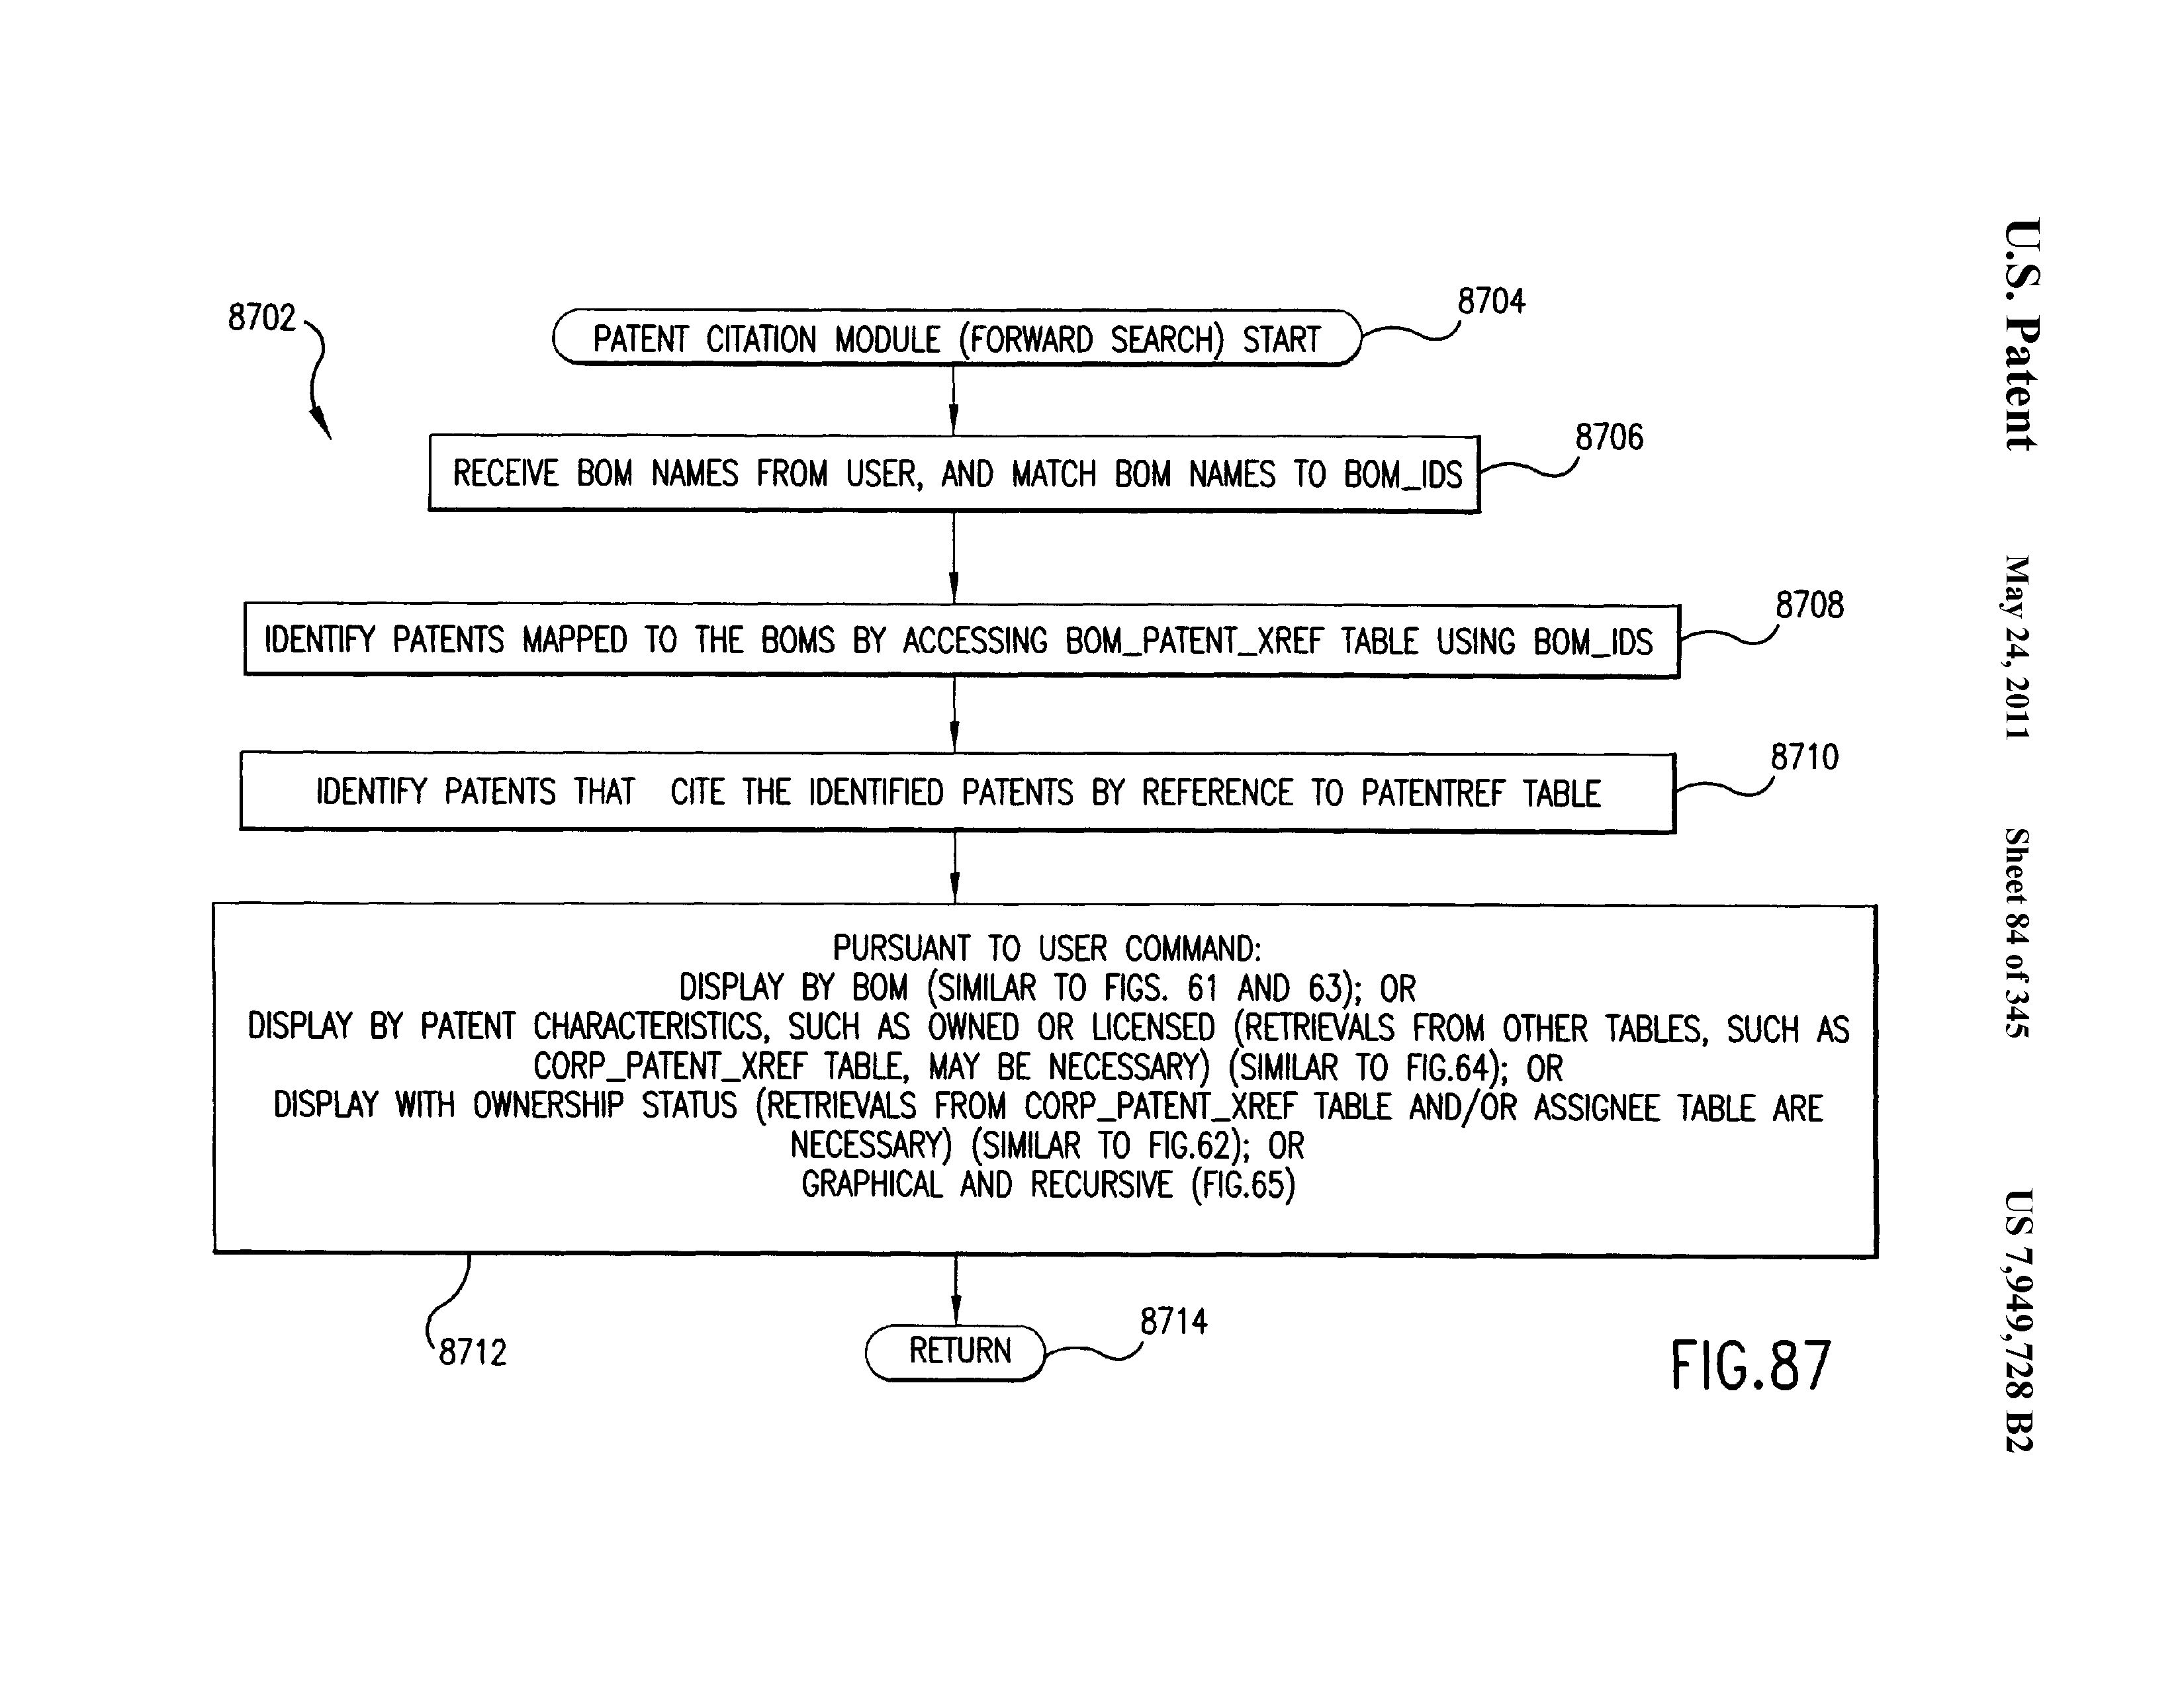 U.S. Patent May 24, 2011 Sheet 84 of 345 US 7,949,728 B2
8702
PATENT CITATION MODULE (FORWARD SEARCH) START
8704
RECEIVE BOM NAMES FROM USER, AND MATCH BOM NAMES TO BOM_IDS
8706
IDENTIFY PATENTS MAPPED TO THE BOMS BY ACCESSING BOM_PATENT_XREF TABLE USING BOM_IDS
8708
IDENTIFY PATENTS THAT CITE THE IDENTIFIED PATENTS BY REFERENCE TO PATENTREF TABLE
8710
PURSUANT TO USER COMMAND:
DISPLAY BY BOM (SIMILAR TO FIGS. 61 AND 63); OR
DISPLAY BY PATENT CHARACTERISTICS, SUCH AS OWNED OR LICENSED (RETRIEVALS FROM OTHER TABLES, SUCH AS
CORP_PATENT_XREF TABLE, MAY BE NECESSARY) (SIMILAR TO FIG.64); OR
DISPLAY WITH OWNERSHIP STATUS (RETRIEVALS FROM CORP_PATENT_XREF TABLE AND/OR ASSIGNEE TABLE ARE
NECESSARY) (SIMILAR TO FIG.62); OR
GRAPHICAL AND RECURSIVE (FIG.65)
8712
RETURN
8714
FIG.87